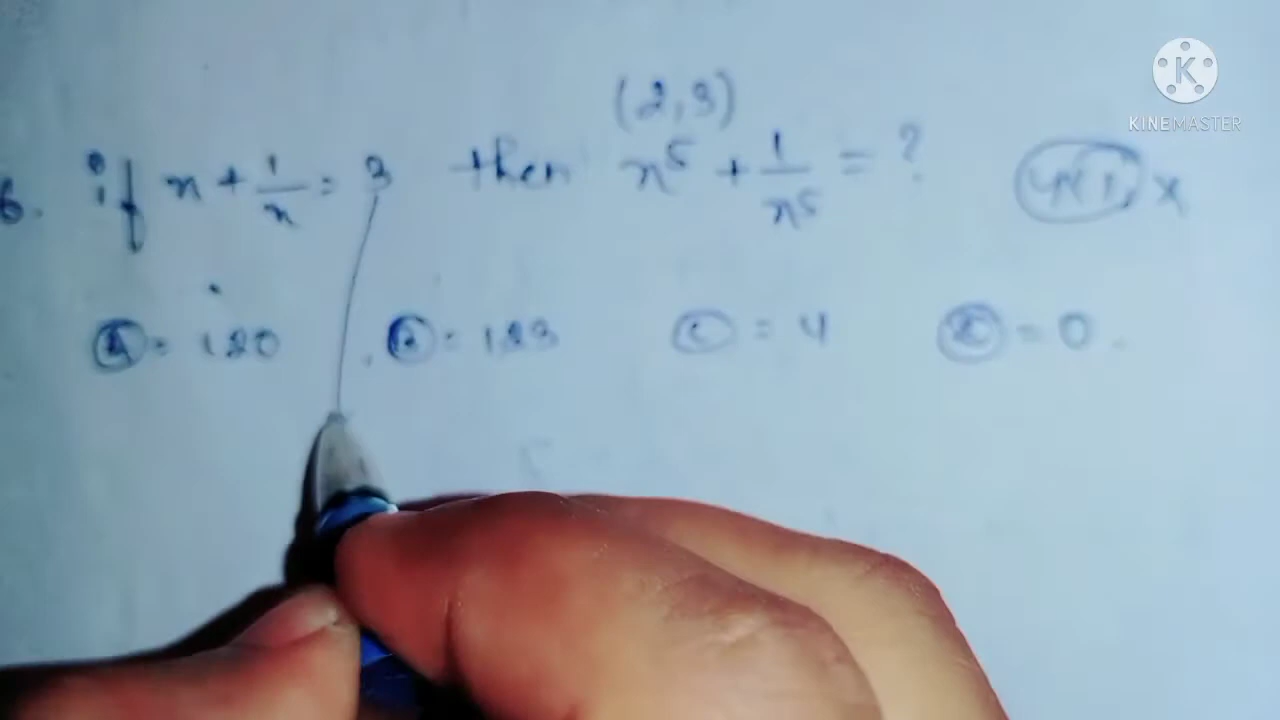 (2,3)
6. if x + 1/x = 3 then x⁵ + 1/x⁵ = ? x
(A) = 120 (B) = 123 (C) = 4 = 0.
K
KINEMASTER